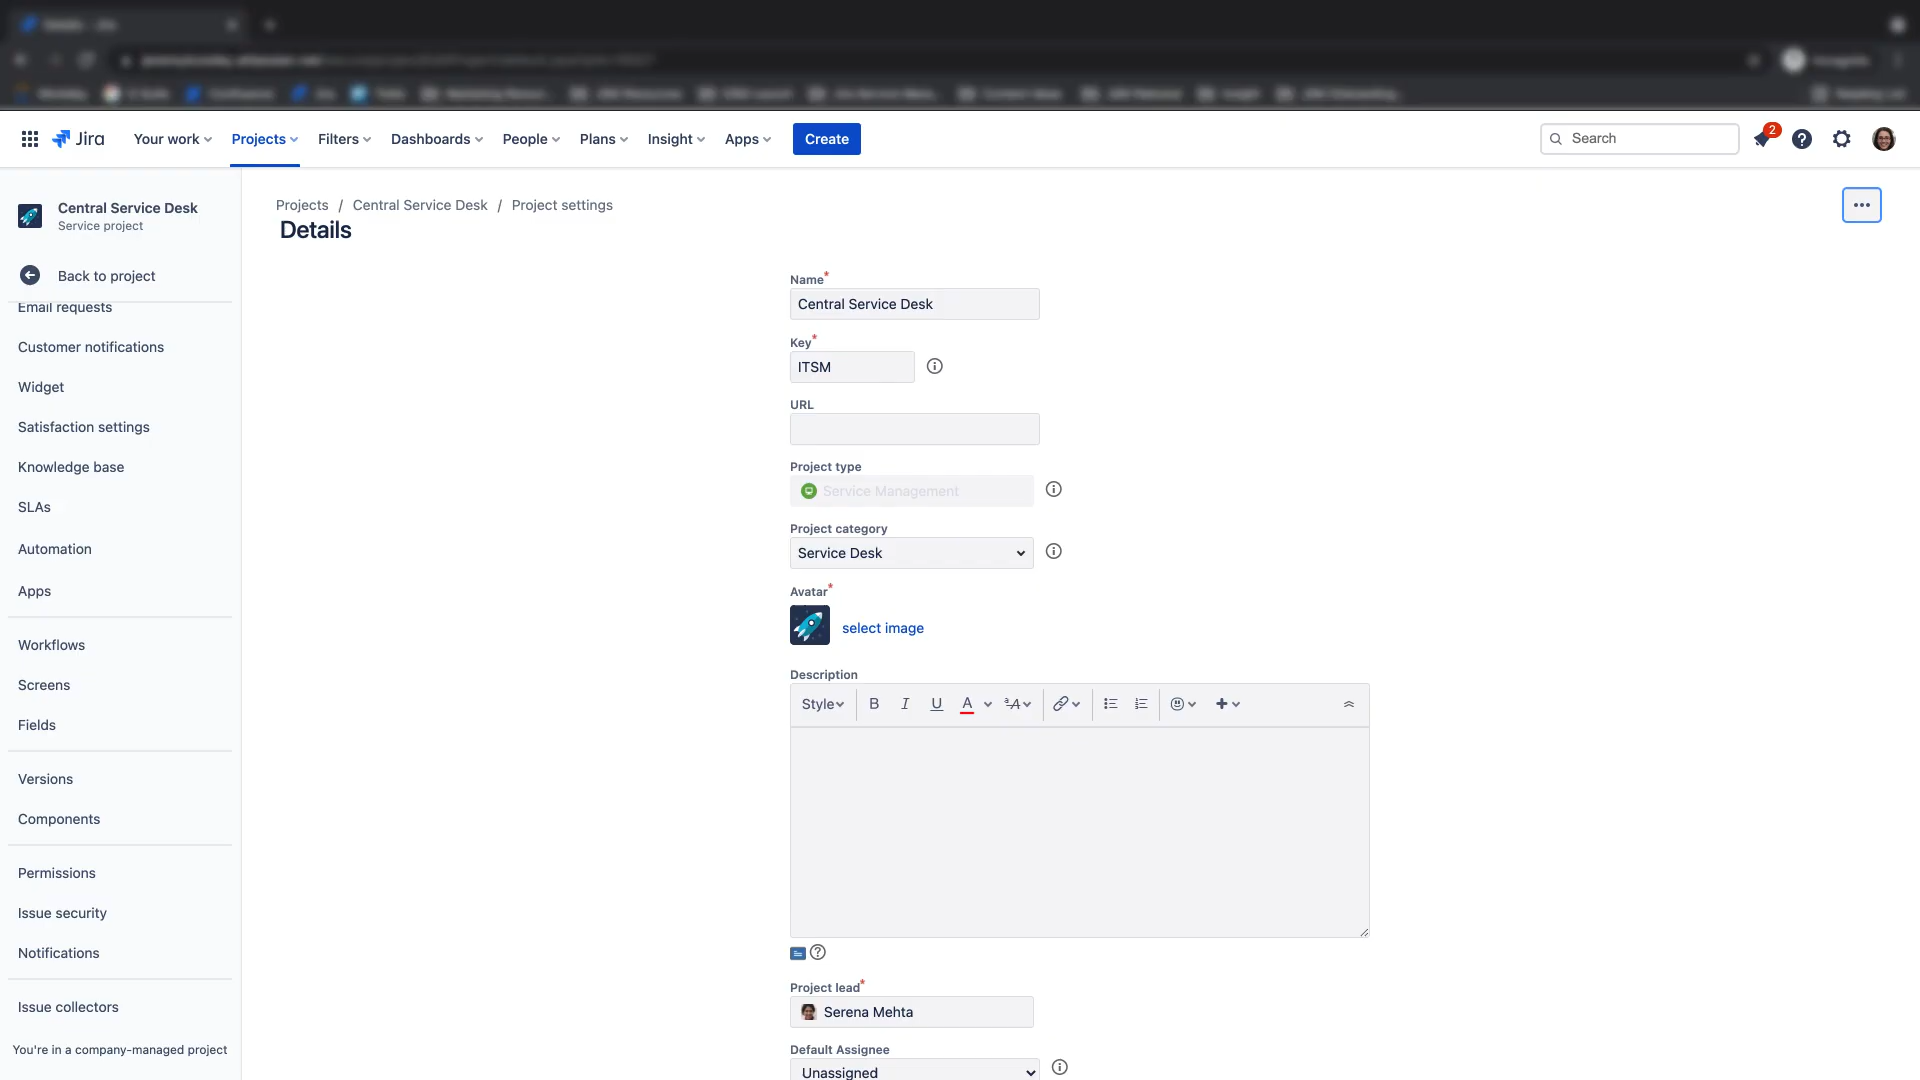 Jira
Your work
Projects
Filters
Dashboards
People
Plans
Insight
Apps
Create
Search
2
Central Service Desk
Service project
Back to project
Email requests
Customer notifications
Widget
Satisfaction settings
Knowledge base
SLAs
Automation
Apps
Workflows
Screens
Fields
Versions
Components
Permissions
Issue security
Notifications
Issue collectors
You're in a company-managed project
Projects / Central Service Desk / Project settings
Details
Name*
Central Service Desk
Key*
ITSM
URL
Project type
Service Management
Project category
Service Desk
Avatar*
select image
Description
Style B I U A ªA
Project lead*
Serena Mehta
Default Assignee
Unassigned